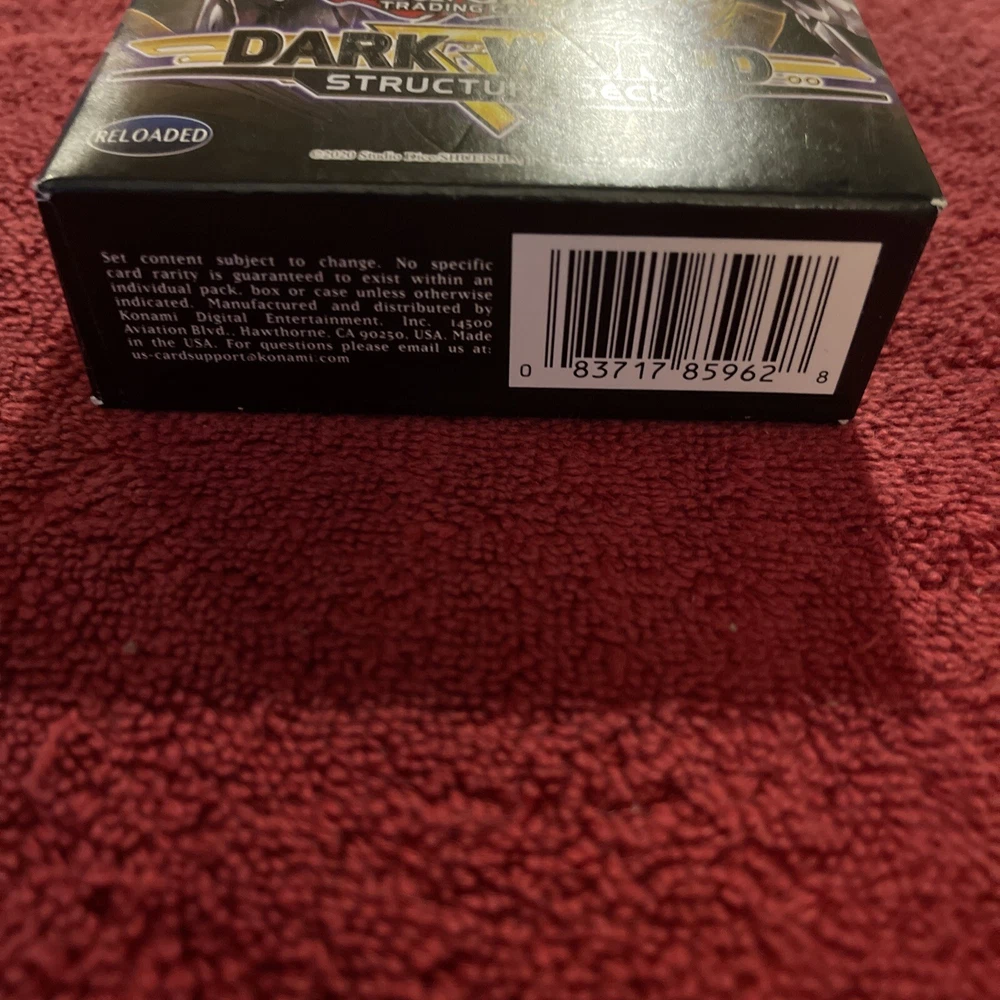 TRADING
DARK
STRUCTURE DECK
RELOADED
©2020 Studio Dice/SHUEISHA,
Set content subject to change. No specific
card rarity is guaranteed to exist within an
individual pack, box or case unless otherwise
indicated. Manufactured and distributed by
Konami Digital Entertainment, Inc. 14500
Aviation Blvd., Hawthorne, CA 90250, USA. Made
in the USA. For questions please email us at:
us-cardsupport@konami.com
0 83717 85962 8